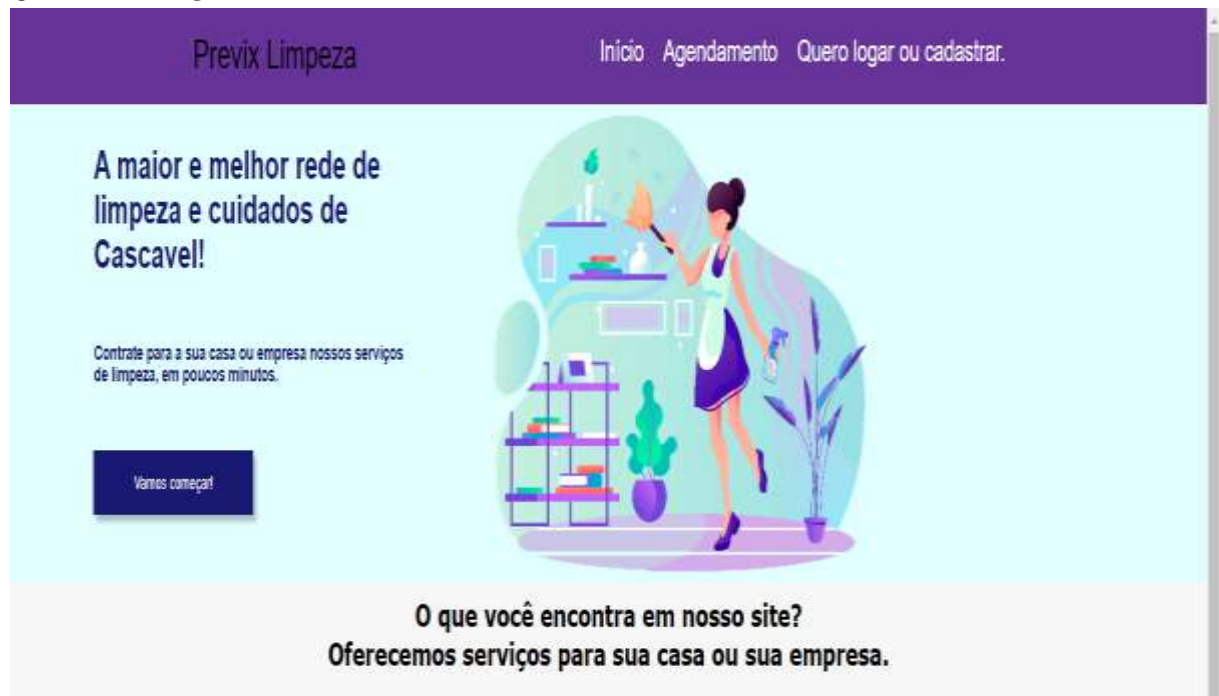 Previx Limpeza
Início Agendamento Quero logar ou cadastrar.
A maior e melhor rede de
limpeza e cuidados de
Cascavel!
Contrate para a sua casa ou empresa nossos serviços
de limpeza, em poucos minutos.
Vamos começar!
O que você encontra em nosso site?
Oferecemos serviços para sua casa ou sua empresa.